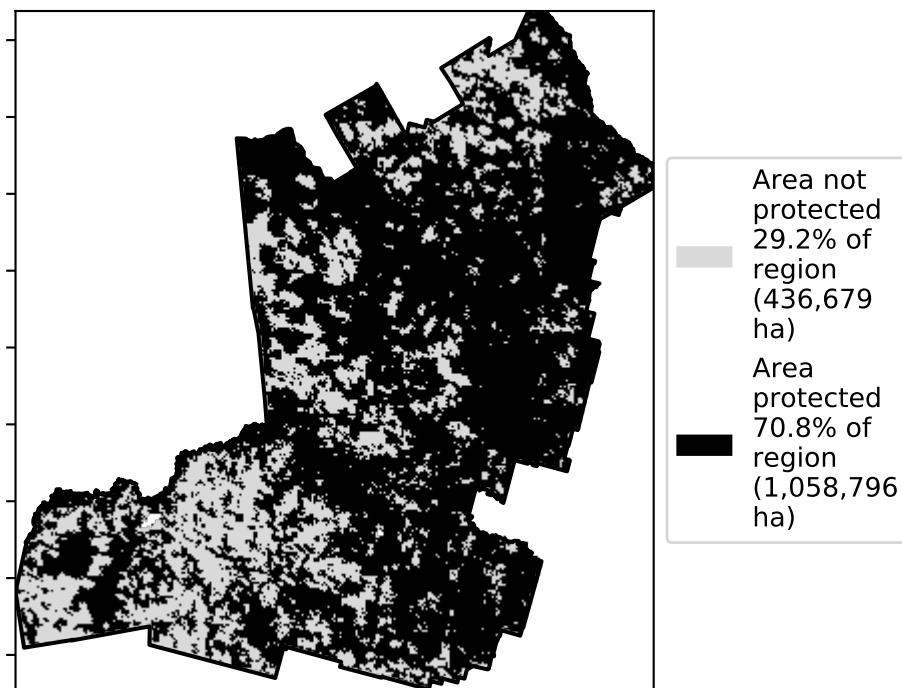 Area not
protected
29.2% of
region
(436,679
ha)
Area
protected
70.8% of
region
(1,058,796
ha)